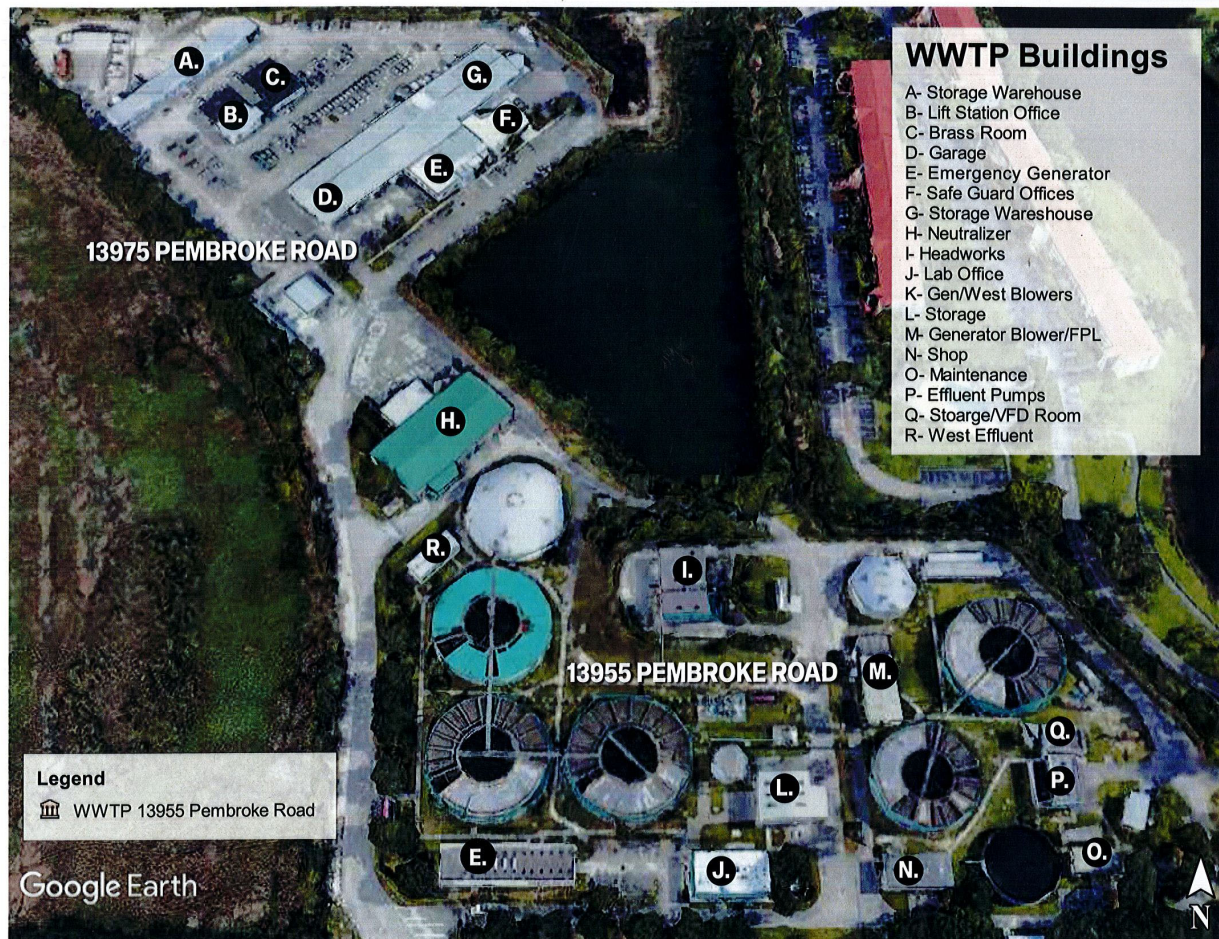 WWTP Buildings
A- Storage Warehouse
B- Lift Station Office
C- Brass Room
D- Garage
E- Emergency Generator
F- Safe Guard Offices
G- Storage Wareshouse
H- Neutralizer
I- Headworks
J- Lab Office
K- Gen/West Blowers
L- Storage
M- Generator Blower/FPL
N- Shop
O- Maintenance
P- Effluent Pumps
Q- Stoarge/VFD Room
R- West Effluent
A.
C.
B.
G.
F.
E.
D.
13975 PEMBROKE ROAD
H.
R.
I.
13955 PEMBROKE ROAD
M.
Q.
P.
L.
E.
J.
N.
O.
Legend
WWTP 13955 Pembroke Road
Google Earth
N